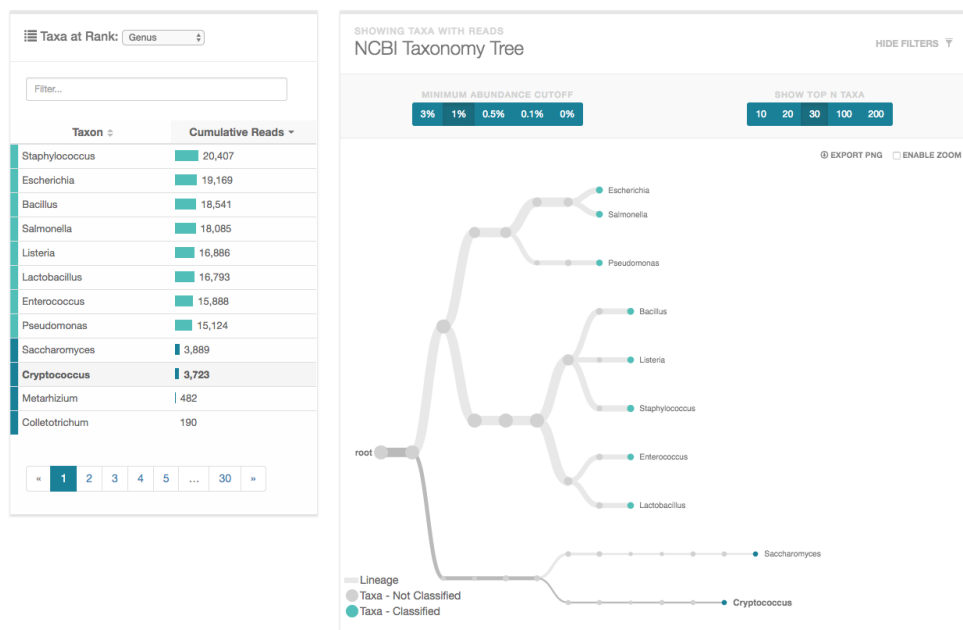 Taxa at Rank: Genus
Filter...
Taxon Cumulative Reads
Staphylococcus 20,407
Escherichia 19,169
Bacillus 18,541
Salmonella 18,085
Listeria 16,886
Lactobacillus 16,793
Enterococcus 15,888
Pseudomonas 15,124
Saccharomyces 3,889
Cryptococcus 3,723
Metarhizium 482
Colletotrichum 190
« 1 2 3 4 5 ... 30 »
SHOWING TAXA WITH READS
NCBI Taxonomy Tree
HIDE FILTERS
MINIMUM ABUNDANCE CUTOFF
3% 1% 0.5% 0.1% 0%
SHOW TOP N TAXA
10 20 30 100 200
EXPORT PNG ENABLE ZOOM
Escherichia
Salmonella
Pseudomonas
Bacillus
Listeria
Staphylococcus
root
Enterococcus
Lactobacillus
Saccharomyces
Cryptococcus
Lineage
Taxa - Not Classified
Taxa - Classified